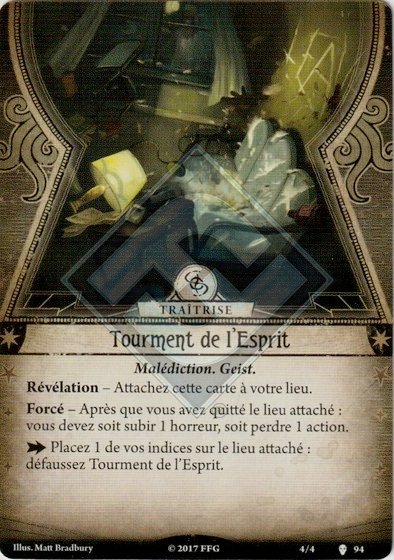 TRAÎTRISE
Tourment de l'Esprit
Malédiction. Geist.
Révélation – Attachez cette carte à votre lieu.
Forcé – Après que vous avez quitté le lieu attaché :
vous devez soit subir 1 horreur, soit perdre 1 action.
Placez 1 de vos indices sur le lieu attaché :
défaussez Tourment de l'Esprit.
Illus. Matt Bradbury © 2017 FFG 4/4 94